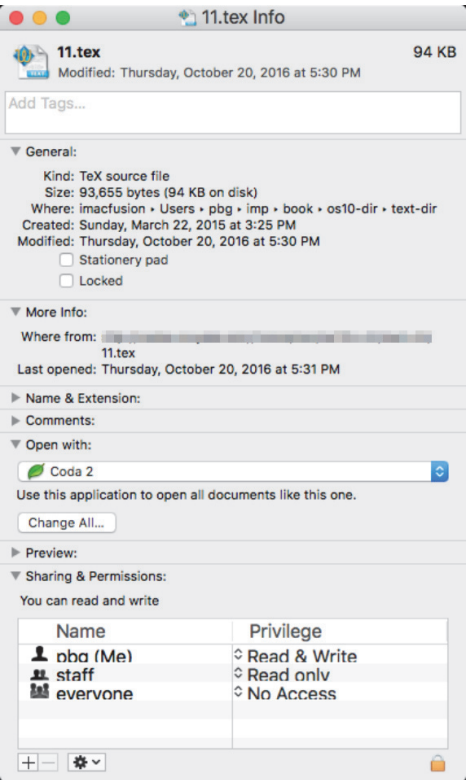 11.tex Info
11.tex 94 KB
Modified: Thursday, October 20, 2016 at 5:30 PM
Add Tags...
General:
Kind: TeX source file
Size: 93,655 bytes (94 KB on disk)
Where: imacfusion ‣ Users ‣ pbg ‣ imp ‣ book ‣ os10-dir ‣ text-dir
Created: Sunday, March 22, 2015 at 3:25 PM
Modified: Thursday, October 20, 2016 at 5:30 PM
Stationery pad
Locked
More Info:
Where from:
11.tex
Last opened: Thursday, October 20, 2016 at 5:31 PM
Name & Extension:
Comments:
Open with:
Coda 2
Use this application to open all documents like this one.
Change All...
Preview:
Sharing & Permissions:
You can read and write
Name Privilege
pbg (Me) Read & Write
staff Read only
everyone No Access